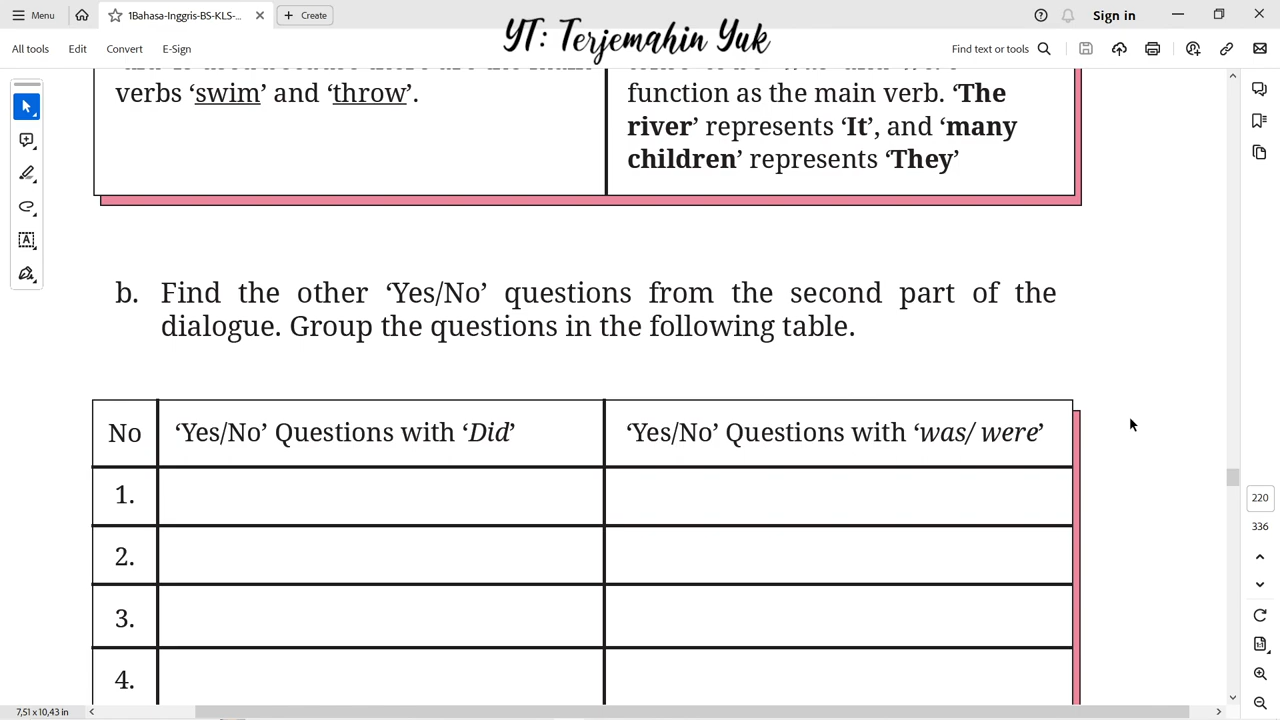 Menu
1Bahasa-Inggris-BS-KLS-...
Create
YT: Terjemahin Yuk
Sign in
All tools
Edit
Convert
E-Sign
Find text or tools
verbs ‘swim’ and ‘throw’.
function as the main verb. ‘The
river’ represents ‘It’, and ‘many
children’ represents ‘They’
b. Find the other ‘Yes/No’ questions from the second part of the
dialogue. Group the questions in the following table.
No
‘Yes/No’ Questions with ‘Did’
‘Yes/No’ Questions with ‘was/ were’
1.
2.
3.
4.
220
336
7,51 x 10,43 in